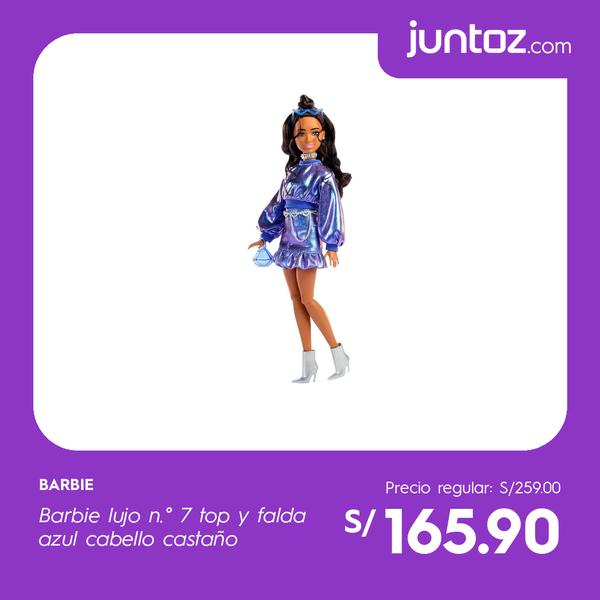 juntoz.com
BARBIE
Barbie lujo n.° 7 top y falda
azul cabello castaño
Precio regular: S/259.00
S/165.90